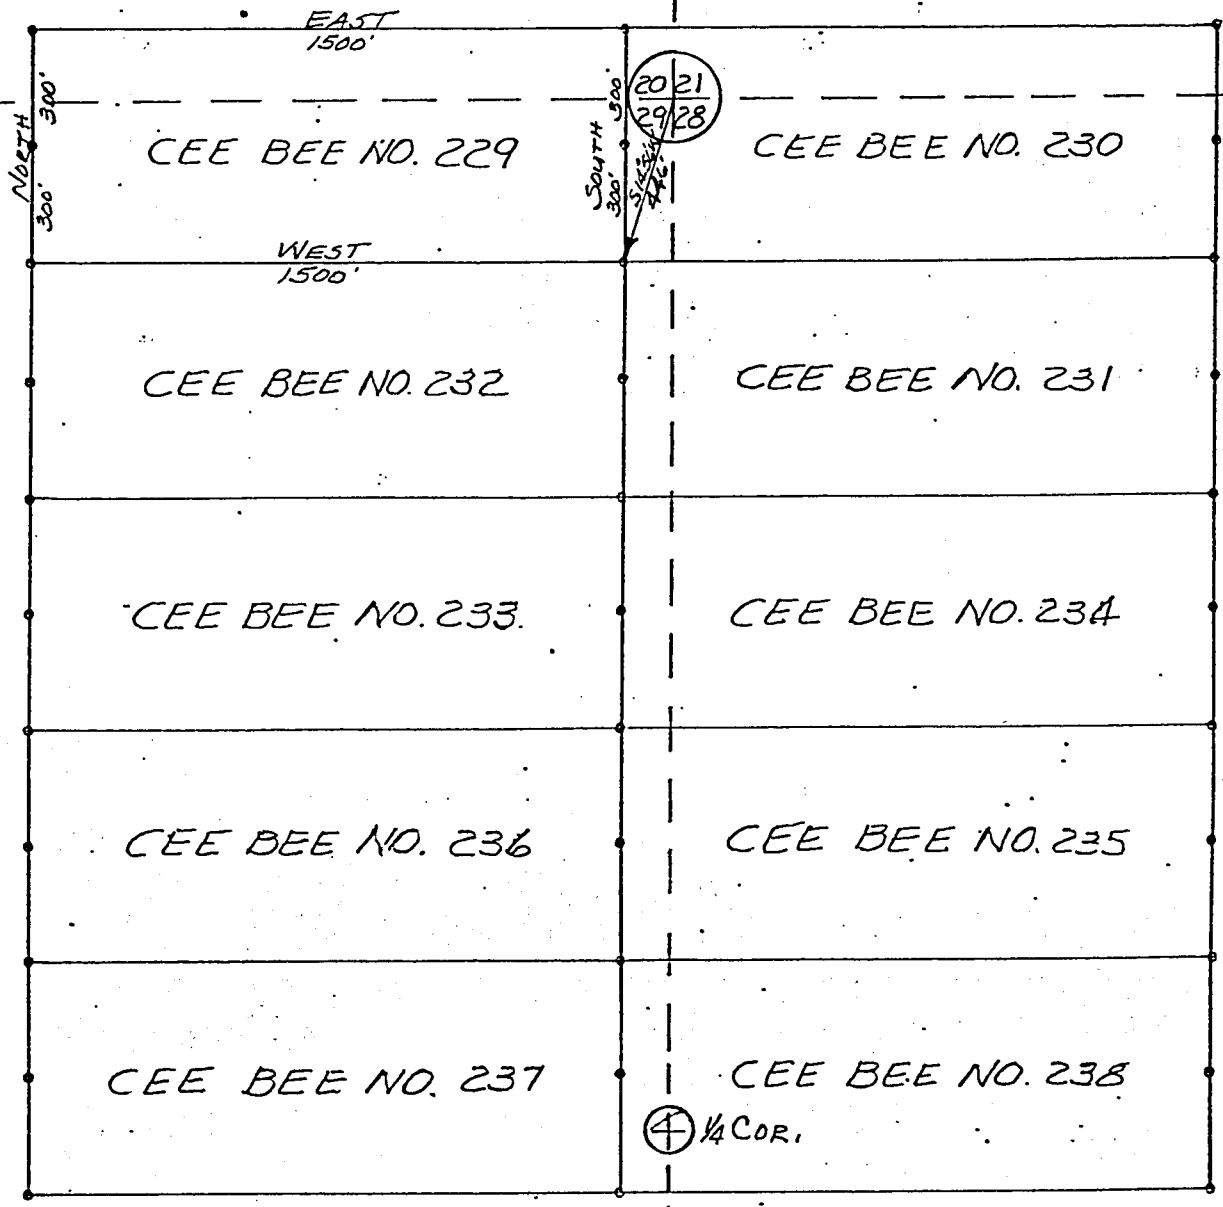 EAST
1500'
NORTH
300'
300'
SOUTH
300'
300'
20 21
29 28
446'
CEE BEE NO. 229
CEE BEE NO. 230
WEST
1500'
CEE BEE NO. 232
CEE BEE NO. 231
CEE BEE NO. 233
CEE BEE NO. 234
CEE BEE NO. 236
CEE BEE NO. 235
CEE BEE NO. 237
CEE BEE NO. 238
4 1/4 COR.